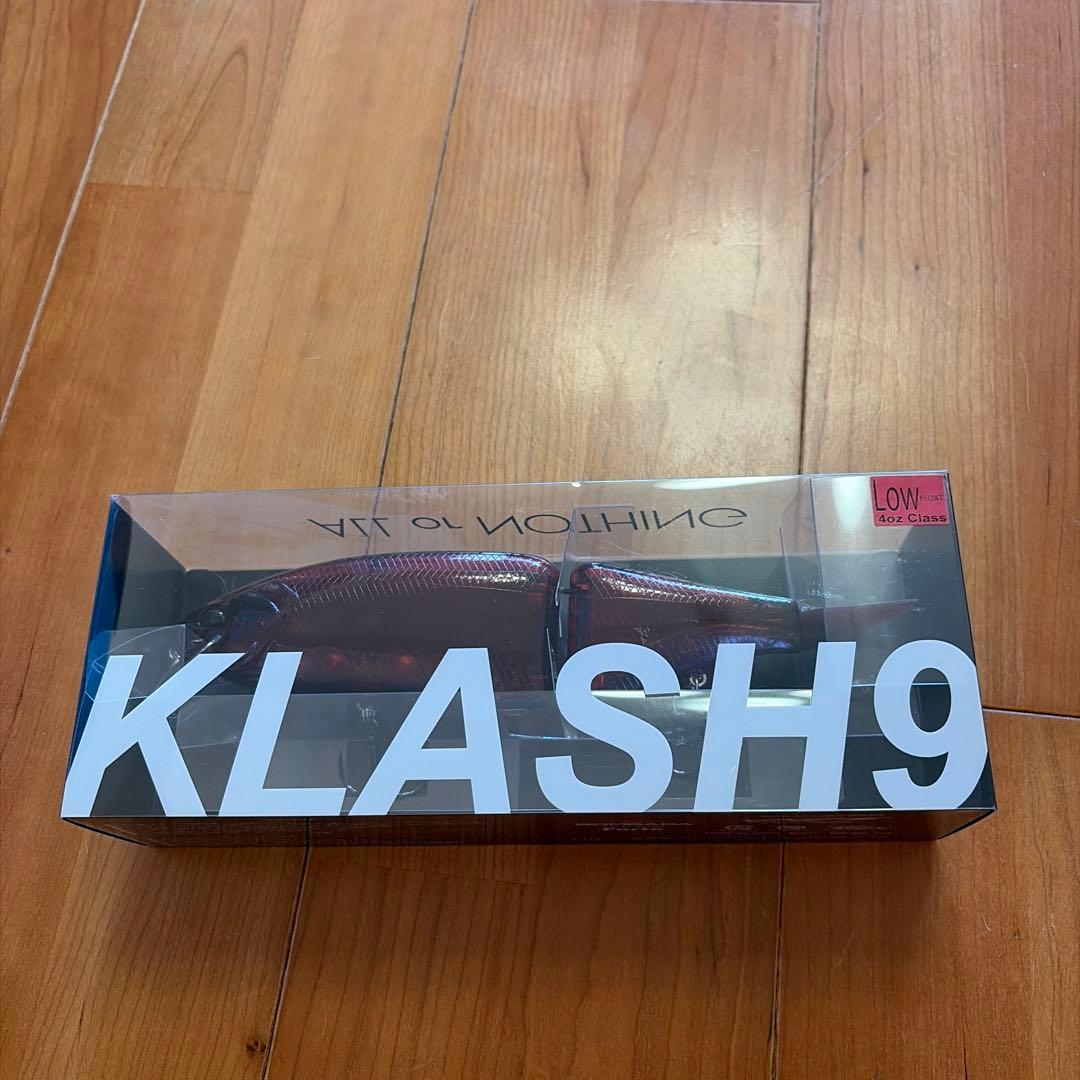 ALL or NOTHING
LOW FLOAT
4oz Class
KLASH9